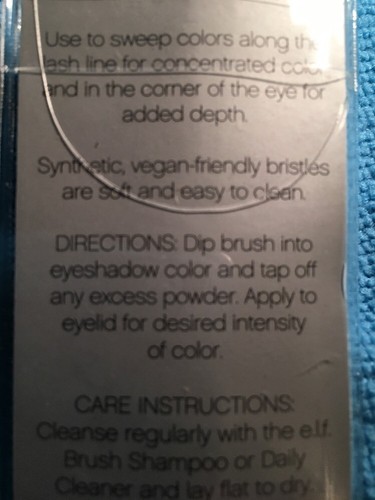 Use to sweep colors along the
lash line for concentrated color
and in the corner of the eye for
added depth.
Synthetic, vegan-friendly bristles
are soft and easy to clean.
DIRECTIONS: Dip brush into
eyeshadow color and tap off
any excess powder. Apply to
eyelid for desired intensity
of color.
CARE INSTRUCTIONS:
Cleanse regularly with the e.l.f.
Brush Shampoo or Daily
Cleaner and lay flat to dry.